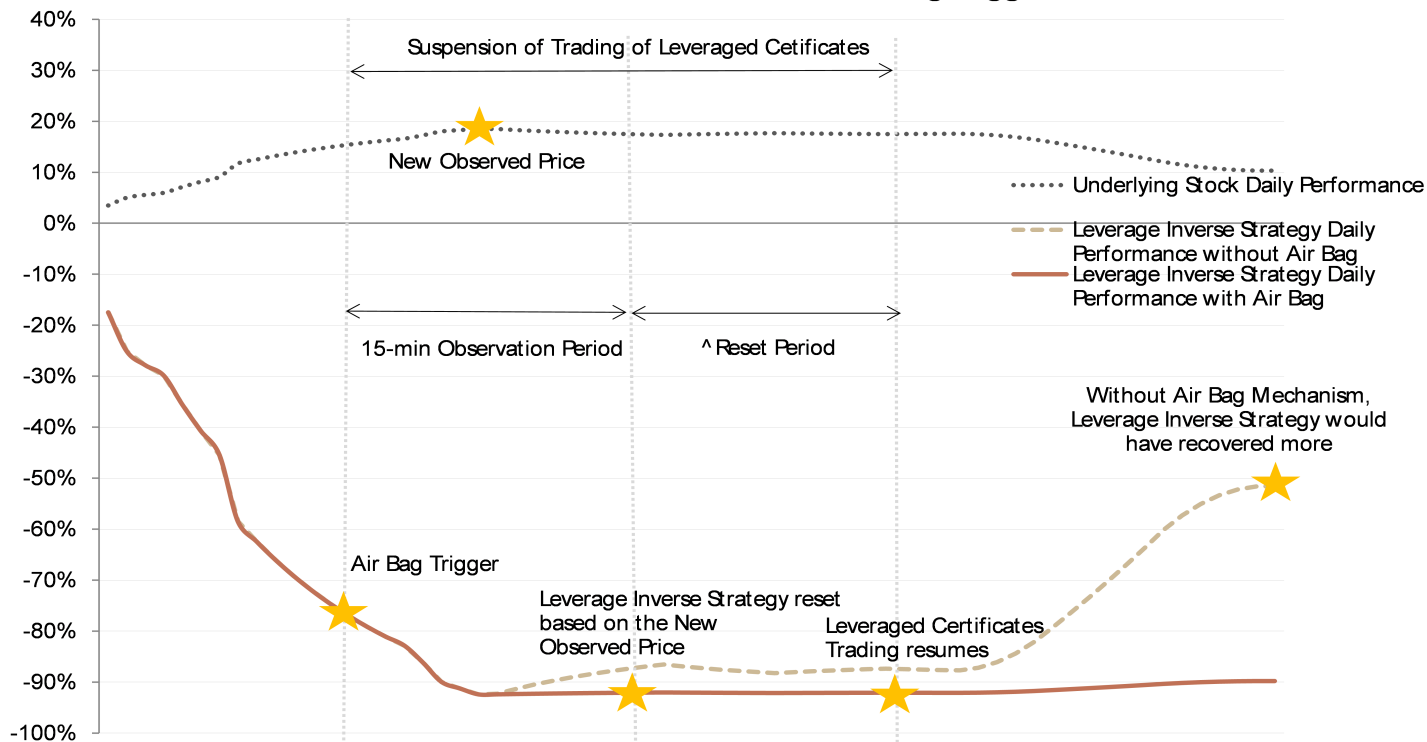 40%
30%
20%
10%
0%
-10%
-20%
-30%
-40%
-50%
-60%
-70%
-80%
-90%
-100%
Suspension of Trading of Leveraged Cetificates
New Observed Price
Underlying Stock Daily Performance
Leverage Inverse Strategy Daily
Performance without Air Bag
Leverage Inverse Strategy Daily
Performance with Air Bag
15-min Observation Period
^ Reset Period
Without Air Bag Mechanism,
Leverage Inverse Strategy would
have recovered more
Air Bag Trigger
Leverage Inverse Strategy reset
based on the New
Observed Price
Leveraged Certificates
Trading resumes